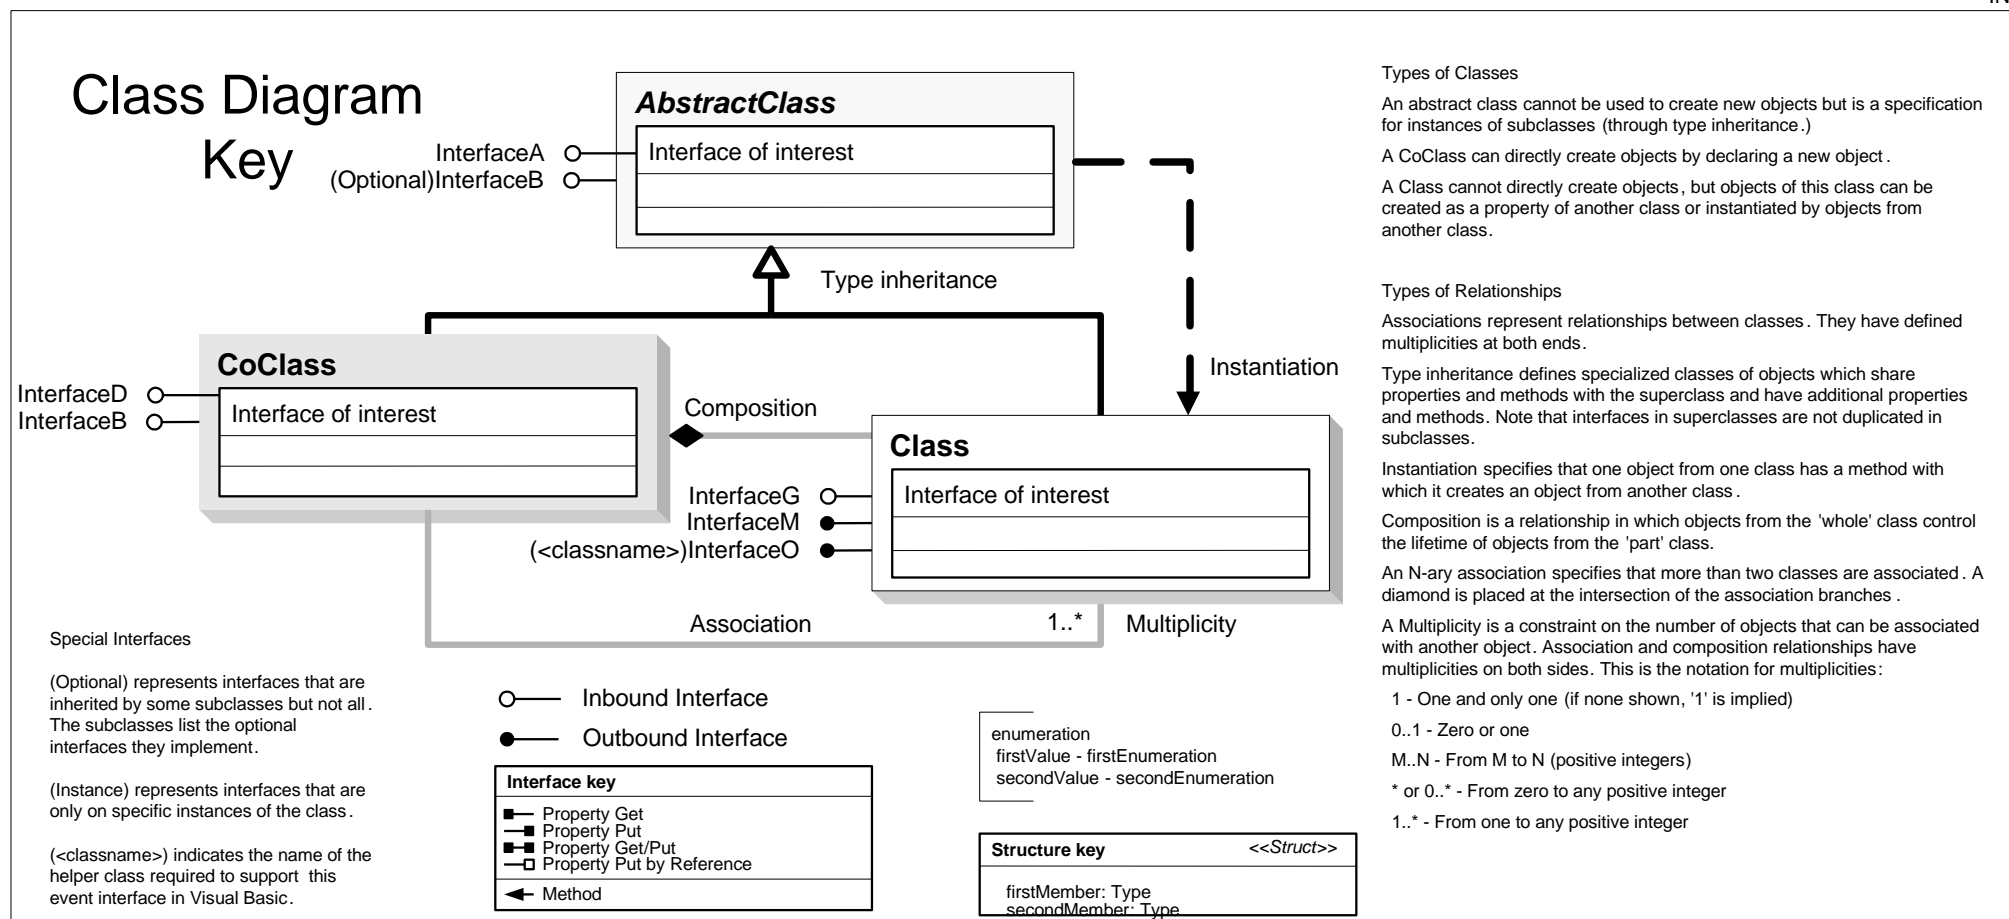 IN
Class Diagram
Key
AbstractClass
Interface of interest
InterfaceA
(Optional)InterfaceB
Type inheritance
CoClass
Interface of interest
InterfaceD
InterfaceB
Composition
Instantiation
Class
Interface of interest
InterfaceG
InterfaceM
(<classname>)InterfaceO
Association
1..*
Multiplicity
Special Interfaces
(Optional) represents interfaces that are
inherited by some subclasses but not all.
The subclasses list the optional
interfaces they implement.
(Instance) represents interfaces that are
only on specific instances of the class.
(<classname>) indicates the name of the
helper class required to support this
event interface in Visual Basic.
Inbound Interface
Outbound Interface
Interface key
Property Get
Property Put
Property Get/Put
Property Put by Reference
Method
enumeration
firstValue - firstEnumeration
secondValue - secondEnumeration
Structure key <<Struct>>
firstMember: Type
secondMember: Type
Types of Classes
An abstract class cannot be used to create new objects but is a specification
for instances of subclasses (through type inheritance.)
A CoClass can directly create objects by declaring a new object.
A Class cannot directly create objects, but objects of this class can be
created as a property of another class or instantiated by objects from
another class.
Types of Relationships
Associations represent relationships between classes. They have defined
multiplicities at both ends.
Type inheritance defines specialized classes of objects which share
properties and methods with the superclass and have additional properties
and methods. Note that interfaces in superclasses are not duplicated in
subclasses.
Instantiation specifies that one object from one class has a method with
which it creates an object from another class.
Composition is a relationship in which objects from the 'whole' class control
the lifetime of objects from the 'part' class.
An N-ary association specifies that more than two classes are associated. A
diamond is placed at the intersection of the association branches.
A Multiplicity is a constraint on the number of objects that can be associated
with another object. Association and composition relationships have
multiplicities on both sides. This is the notation for multiplicities:
1 - One and only one (if none shown, '1' is implied)
0..1 - Zero or one
M..N - From M to N (positive integers)
* or 0..* - From zero to any positive integer
1..* - From one to any positive integer